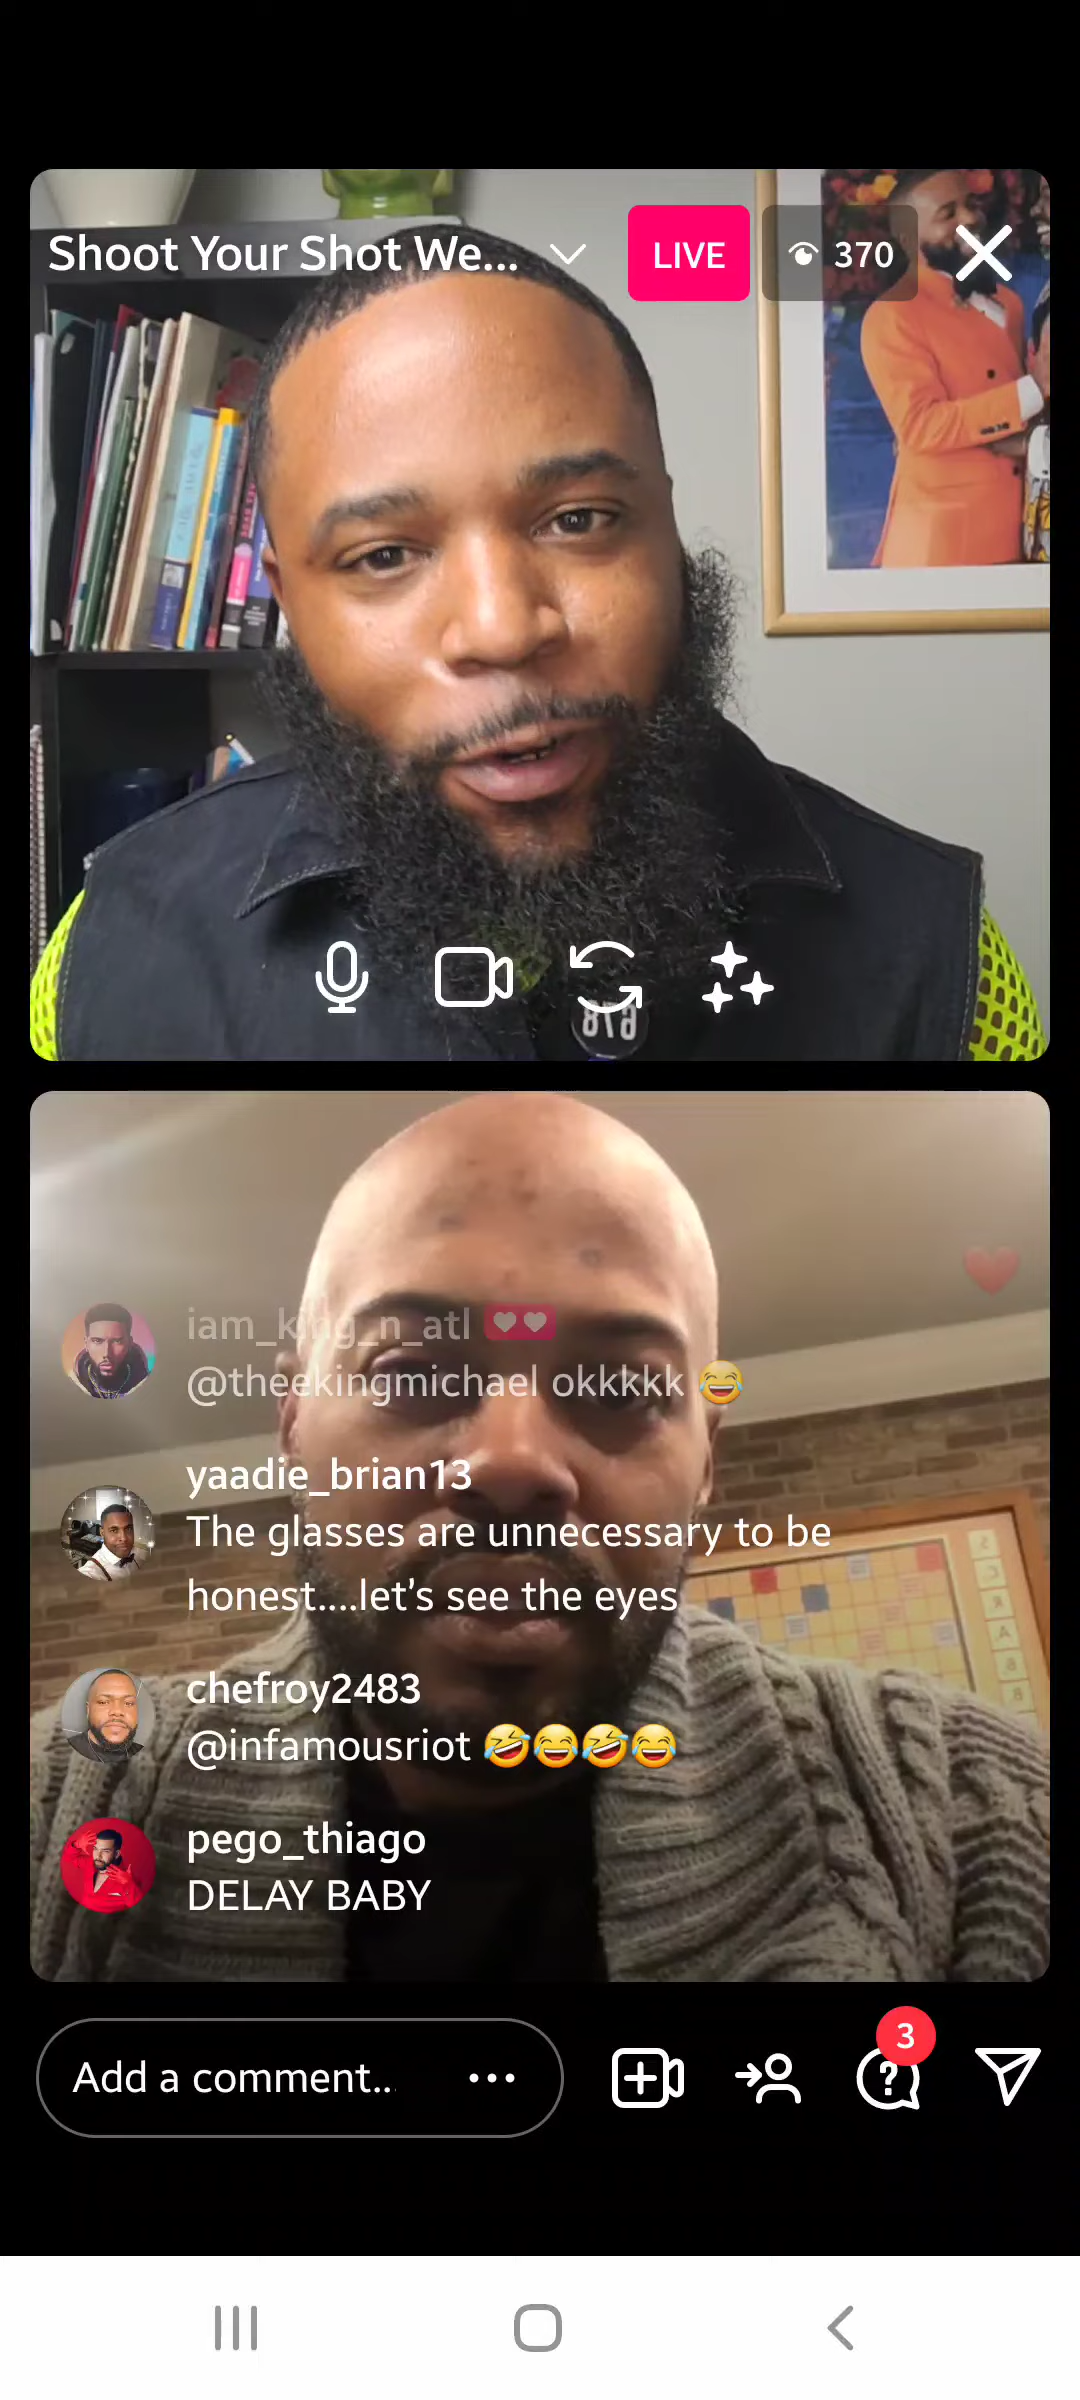 Shoot Your Shot We...
LIVE
370
678
iam_king_n_atl
@theekingmichael okkkkk 😂
yaadie_brian13
The glasses are unnecessary to be
honest....let's see the eyes
chefroy2483
@infamousriot 🤣😂🤣😂
pego_thiago
DELAY BABY
3
Add a comment...